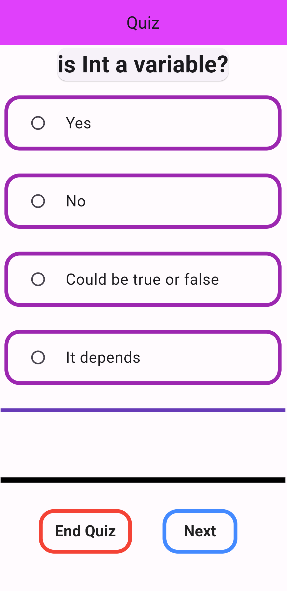 Quiz
is Int a variable?
Yes
No
Could be true or false
It depends
End Quiz
Next